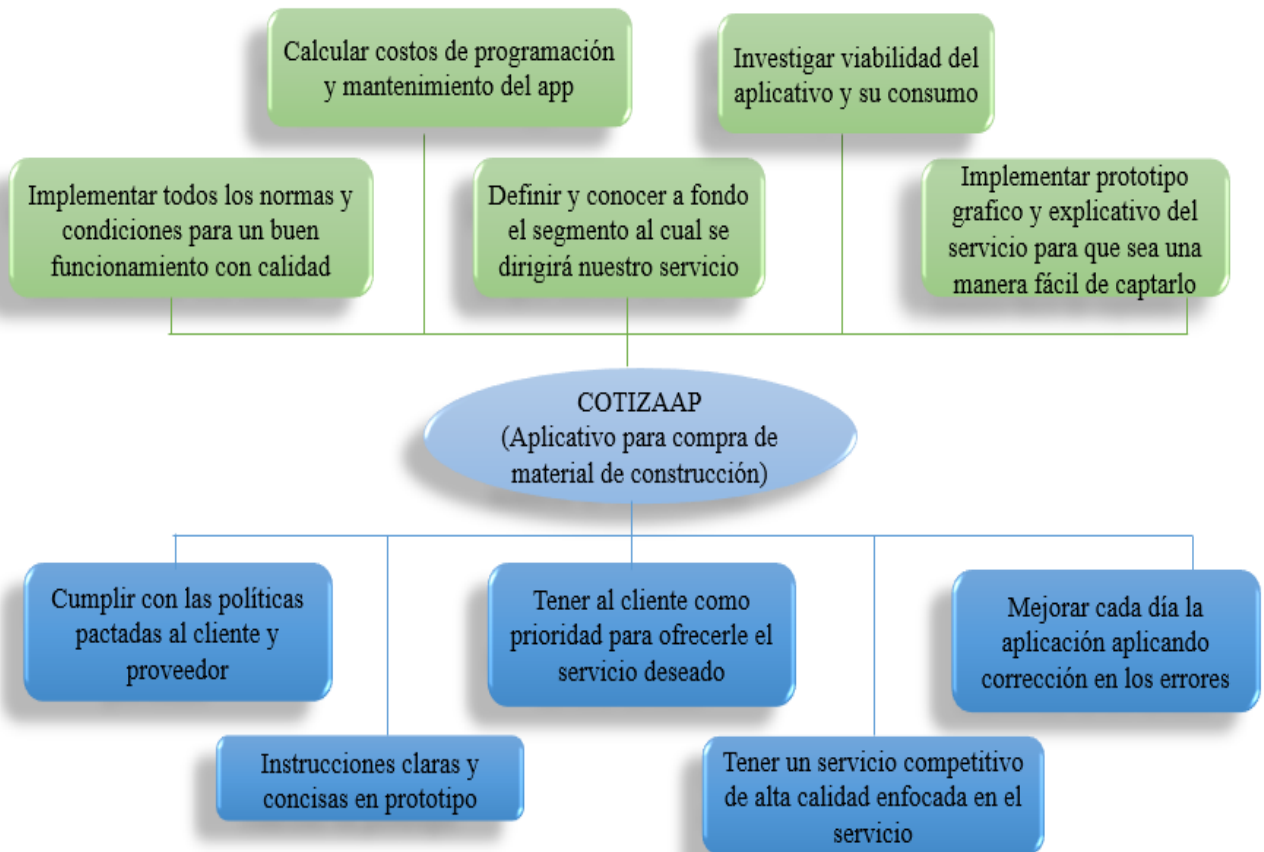 Calcular costos de programación
y mantenimiento del app
Investigar viabilidad del
aplicativo y su consumo
Implementar todos los normas y
condiciones para un buen
funcionamiento con calidad
Definir y conocer a fondo
el segmento al cual se
dirigirá nuestro servicio
Implementar prototipo
grafico y explicativo del
servicio para que sea una
manera fácil de captarlo
COTIZAAP
(Aplicativo para compra de
material de construcción)
Cumplir con las políticas
pactadas al cliente y
proveedor
Tener al cliente como
prioridad para ofrecerle el
servicio deseado
Mejorar cada día la
aplicación aplicando
corrección en los errores
Instrucciones claras y
concisas en prototipo
Tener un servicio competitivo
de alta calidad enfocada en el
servicio